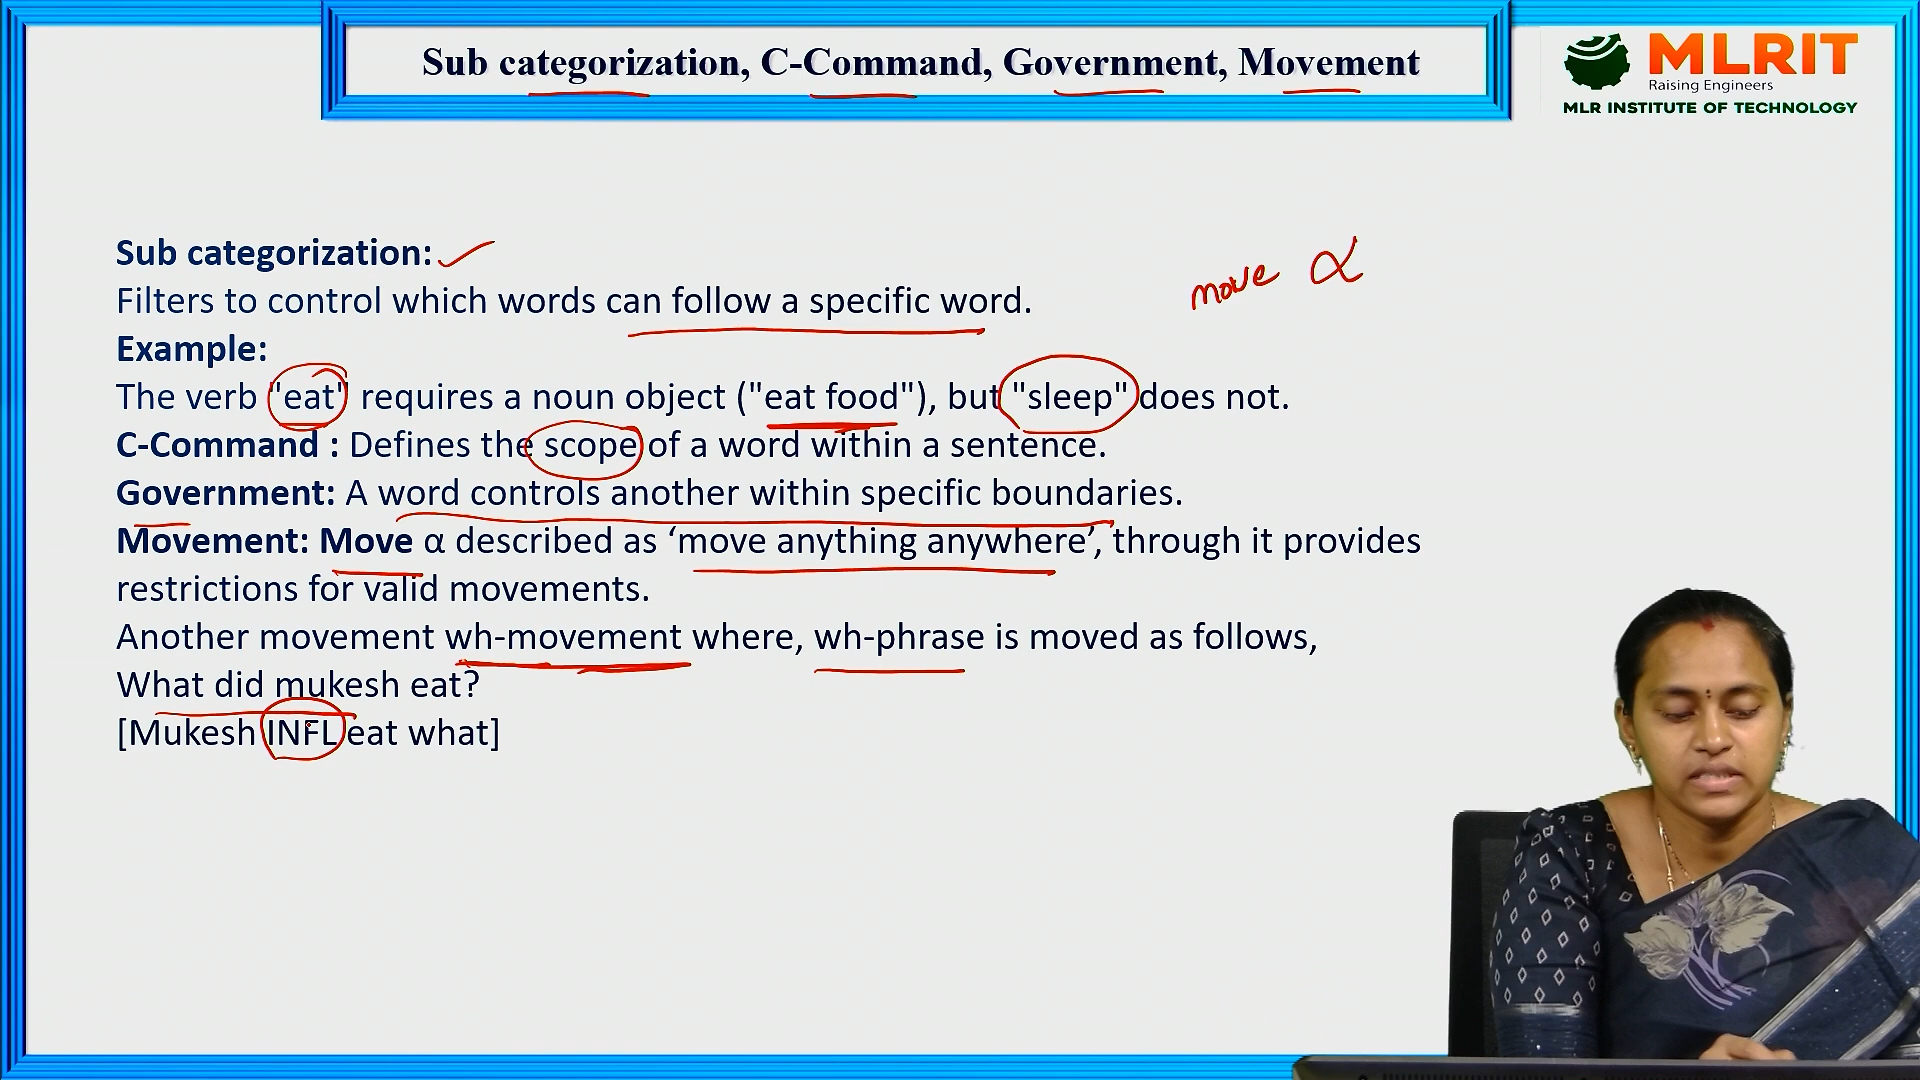 Sub categorization, C-Command, Government, Movement
MLRIT
Raising Engineers
MLR INSTITUTE OF TECHNOLOGY
Sub categorization:
move α
Filters to control which words can follow a specific word.
Example:
The verb "eat" requires a noun object ("eat food"), but "sleep" does not.
C-Command : Defines the scope of a word within a sentence.
Government: A word controls another within specific boundaries.
Movement: Move α described as ‘move anything anywhere’, through it provides
restrictions for valid movements.
Another movement wh-movement where, wh-phrase is moved as follows,
What did mukesh eat?
[Mukesh INFL eat what]